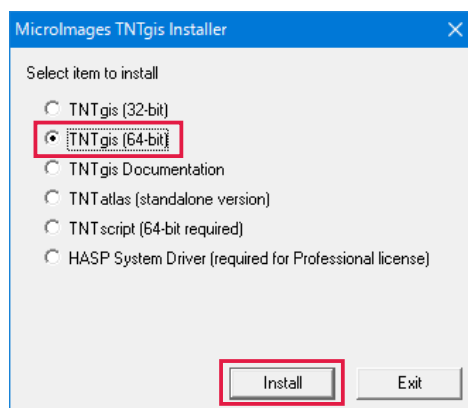 MicroImages TNTgis Installer
Select item to install
TNTgis (32-bit)
TNTgis (64-bit)
TNTgis Documentation
TNTatlas (standalone version)
TNTscript (64-bit required)
HASP System Driver (required for Professional license)
Install Exit